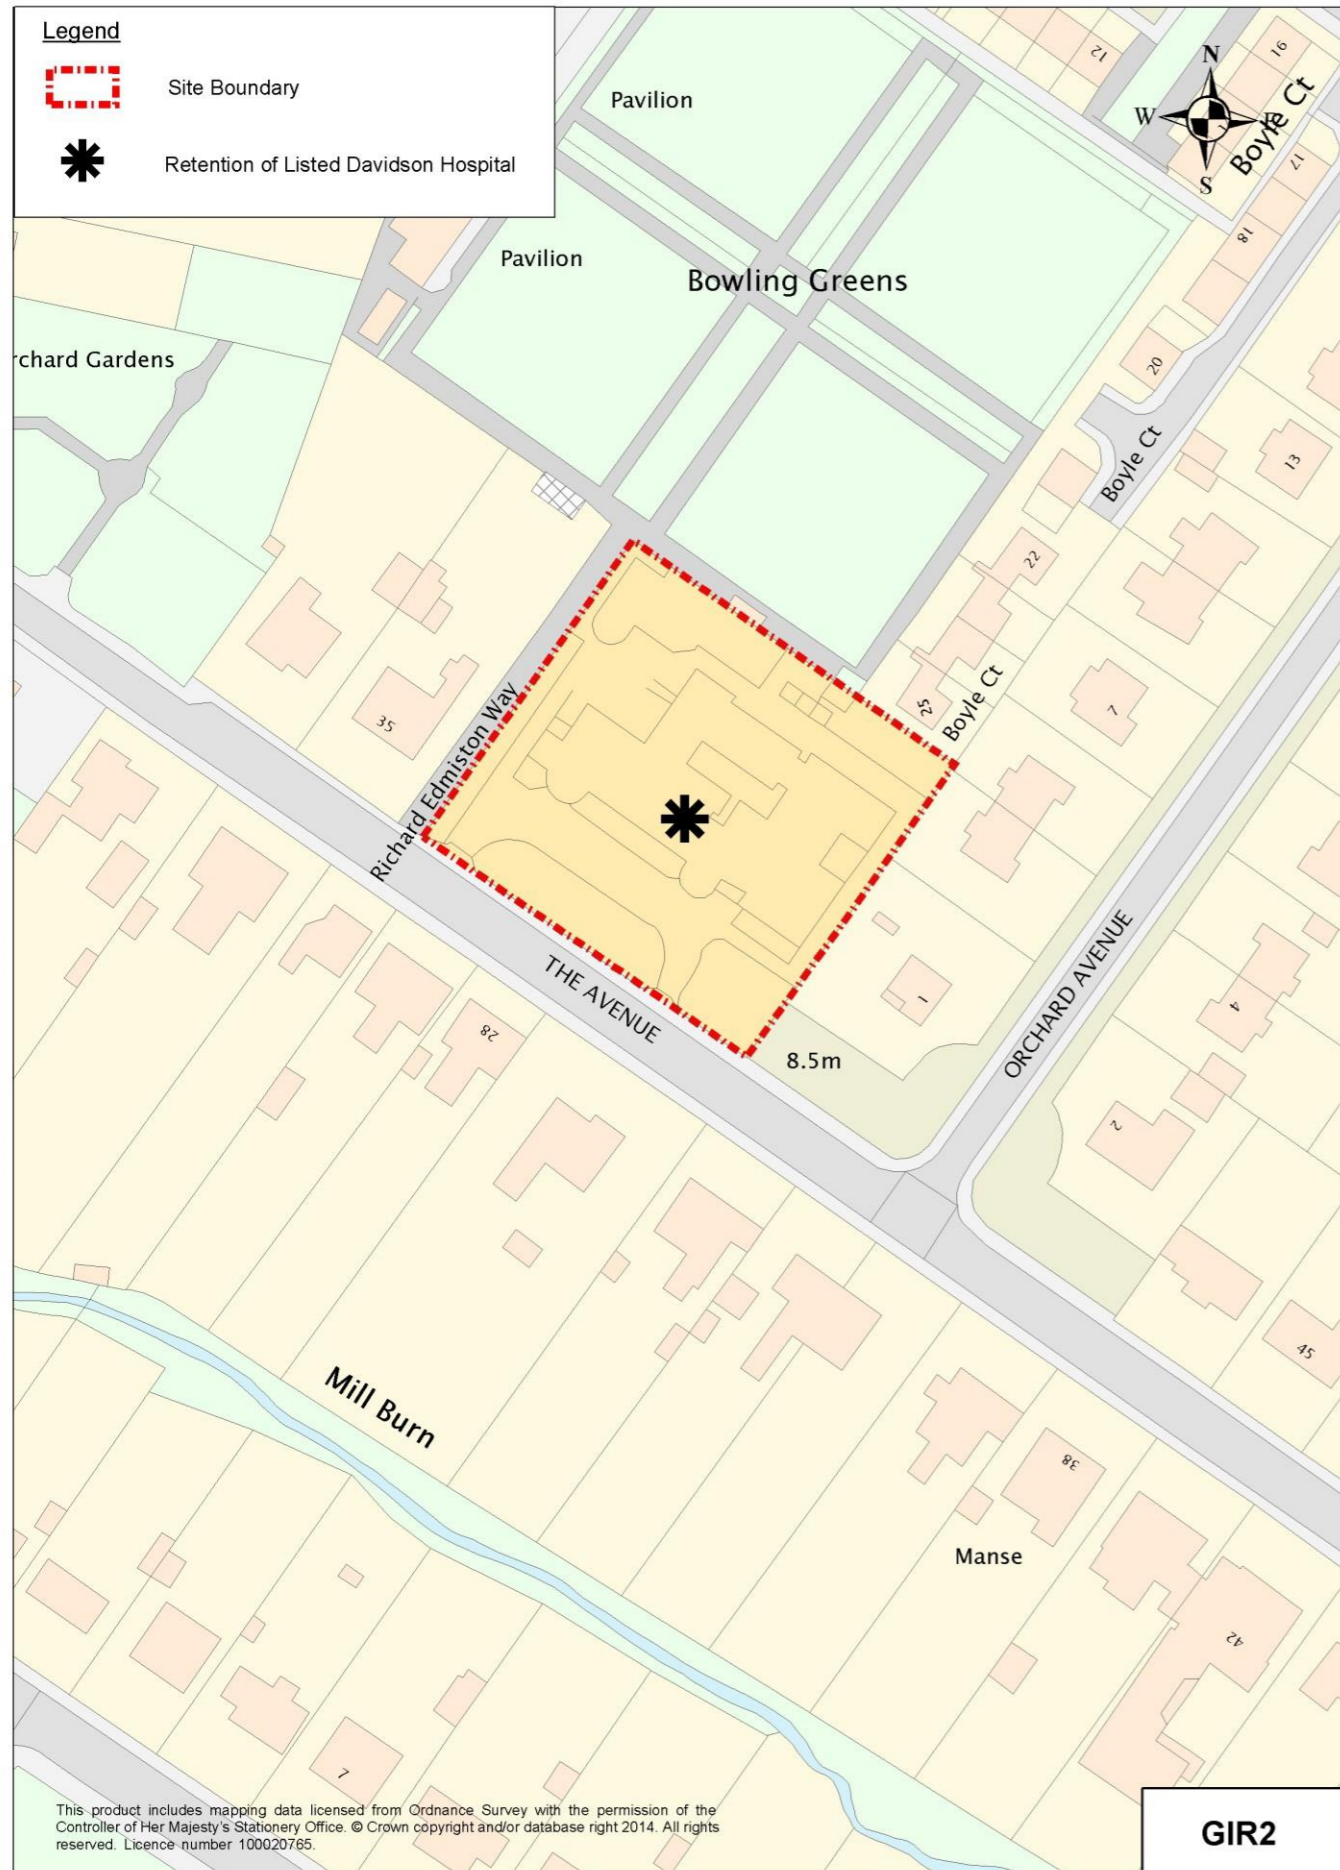 Legend
Site Boundary
Retention of Listed Davidson Hospital
N
W
S
12
16
Boyle Ct
17
18
Pavilion
Pavilion
Bowling Greens
rchard Gardens
20
Boyle Ct
13
22
25
Boyle Ct
7
35
Richard Edmiston Way
THE AVENUE
28
8.5m
1
ORCHARD AVENUE
4
2
45
Mill Burn
38
Manse
42
7
This product includes mapping data licensed from Ordnance Survey with the permission of the
Controller of Her Majesty's Stationery Office. © Crown copyright and/or database right 2014. All rights
reserved. Licence number 100020765.
GIR2